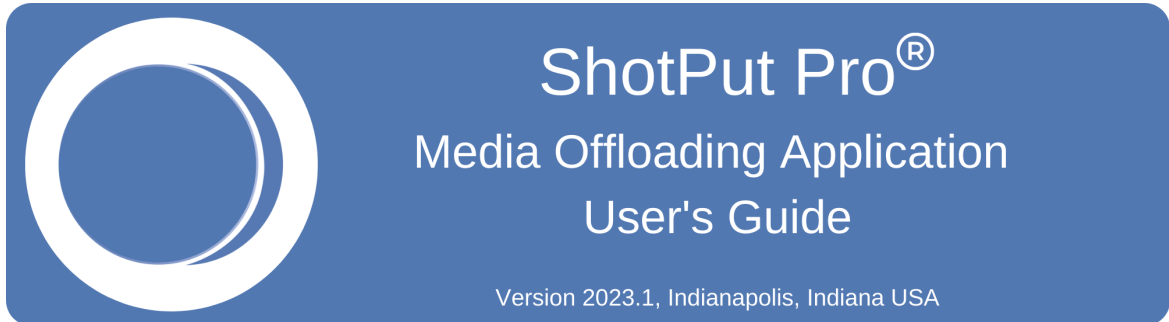 ShotPut Pro®
Media Offloading Application
User's Guide
Version 2023.1, Indianapolis, Indiana USA